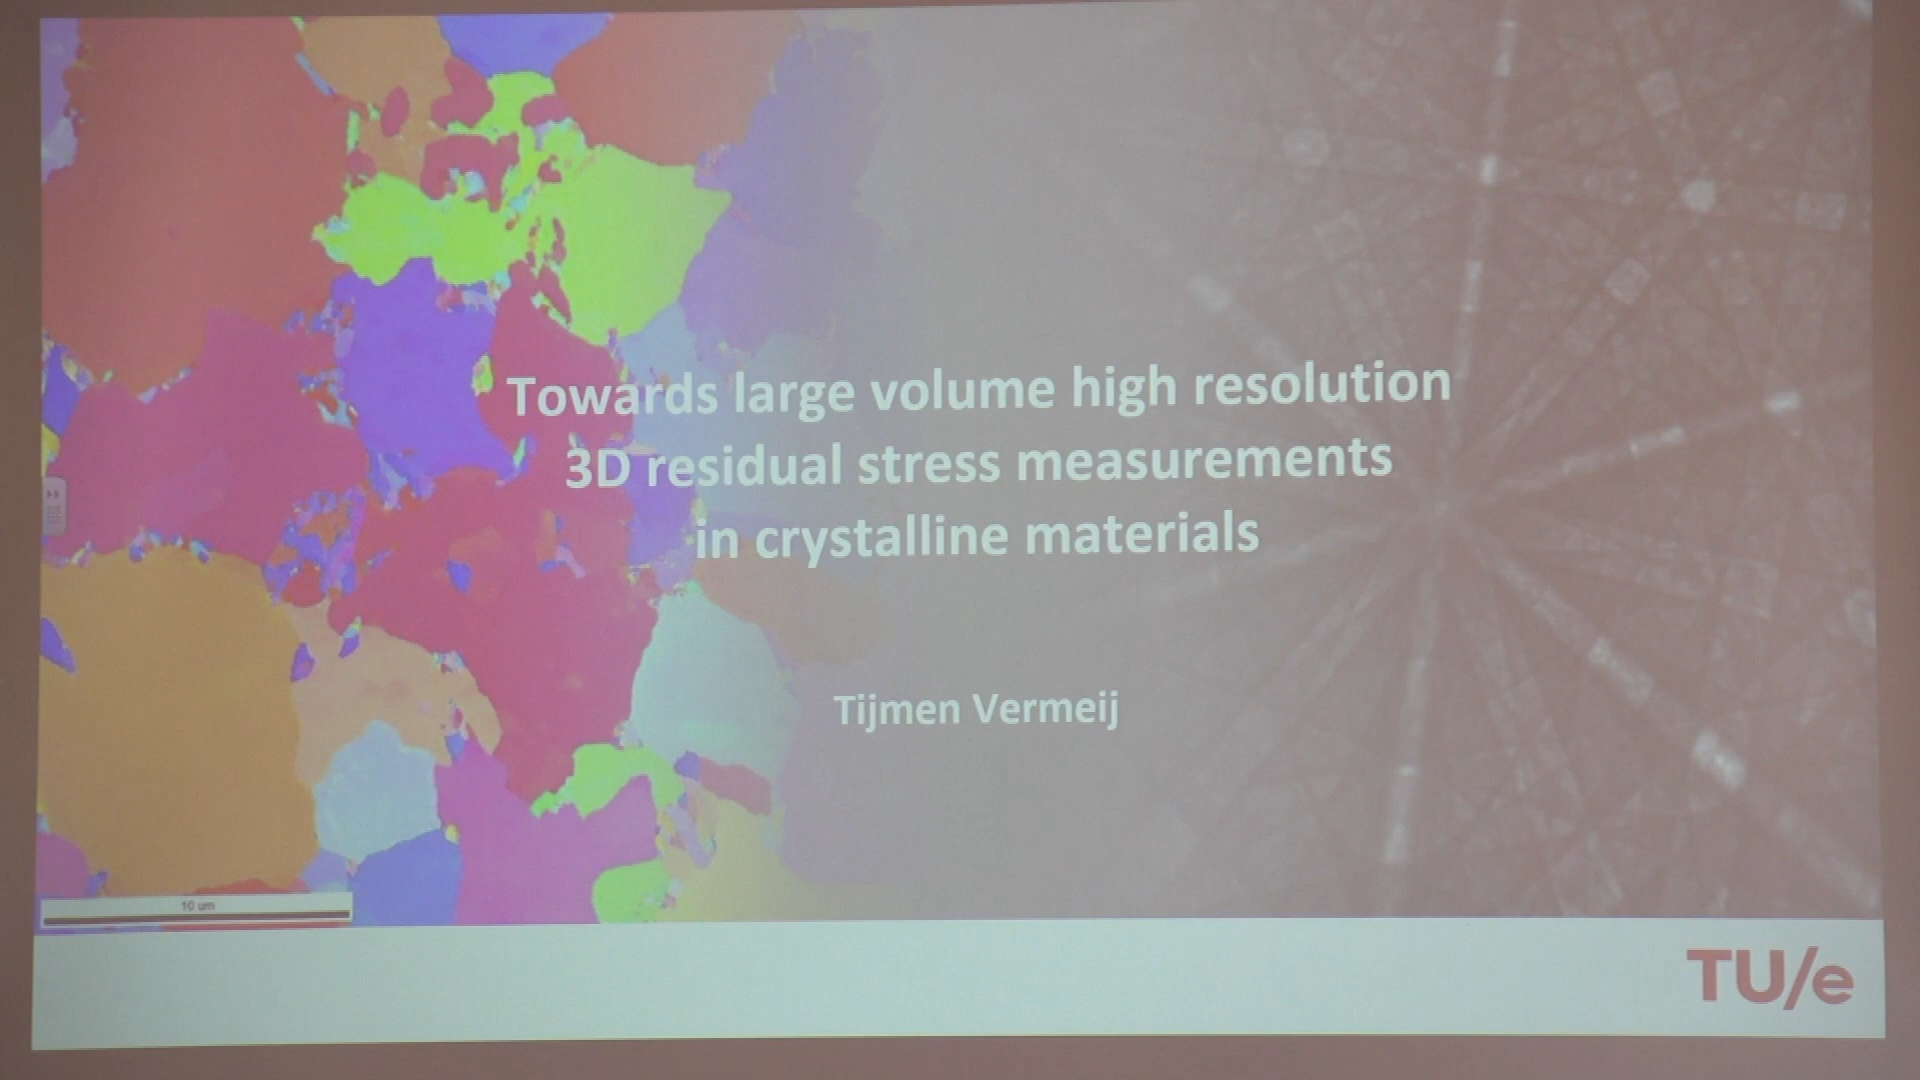 Towards large volume high resolution
3D residual stress measurements
in crystalline materials
Tijmen Vermeij
10 um
TU/e